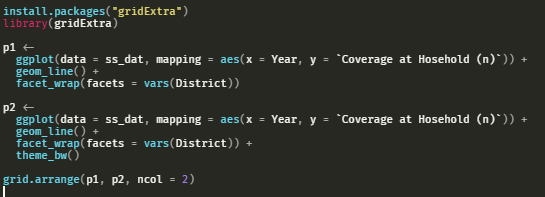 install.packages("gridExtra")
library(gridExtra)
p1 <-
ggplot(data = ss_dat, mapping = aes(x = Year, y = `Coverage at Hosehold (n)`)) +
geom_line() +
facet_wrap(facets = vars(District))
p2 <-
ggplot(data = ss_dat, mapping = aes(x = Year, y = `Coverage at Hosehold (n)`)) +
geom_line() +
facet_wrap(facets = vars(District)) +
theme_bw()
grid.arrange(p1, p2, ncol = 2)